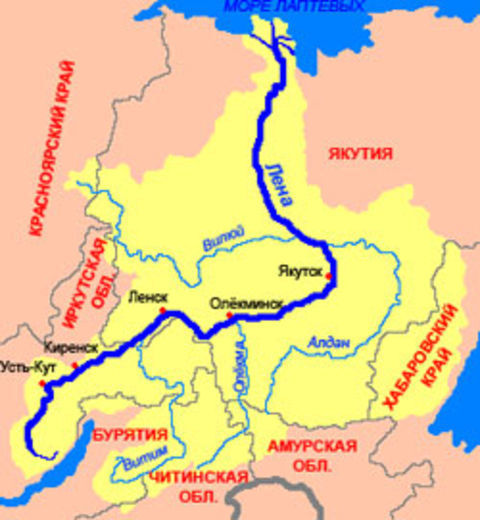 МОРЕ ЛАПТЕВЫХ
КРАСНОЯРСКИЙ КРАЙ
ЯКУТИЯ
Лена
Вилюй
ИРКУТСКАЯ
ОБЛ.
Якутск
Ленск
Олёкминск
Киренск
Алдан
Усть-Кут
Олёкма
ХАБАРОВСКИЙ
КРАЙ
БУРЯТИЯ
Витим
АМУРСКАЯ
ОБЛ.
ЧИТИНСКАЯ
ОБЛ.